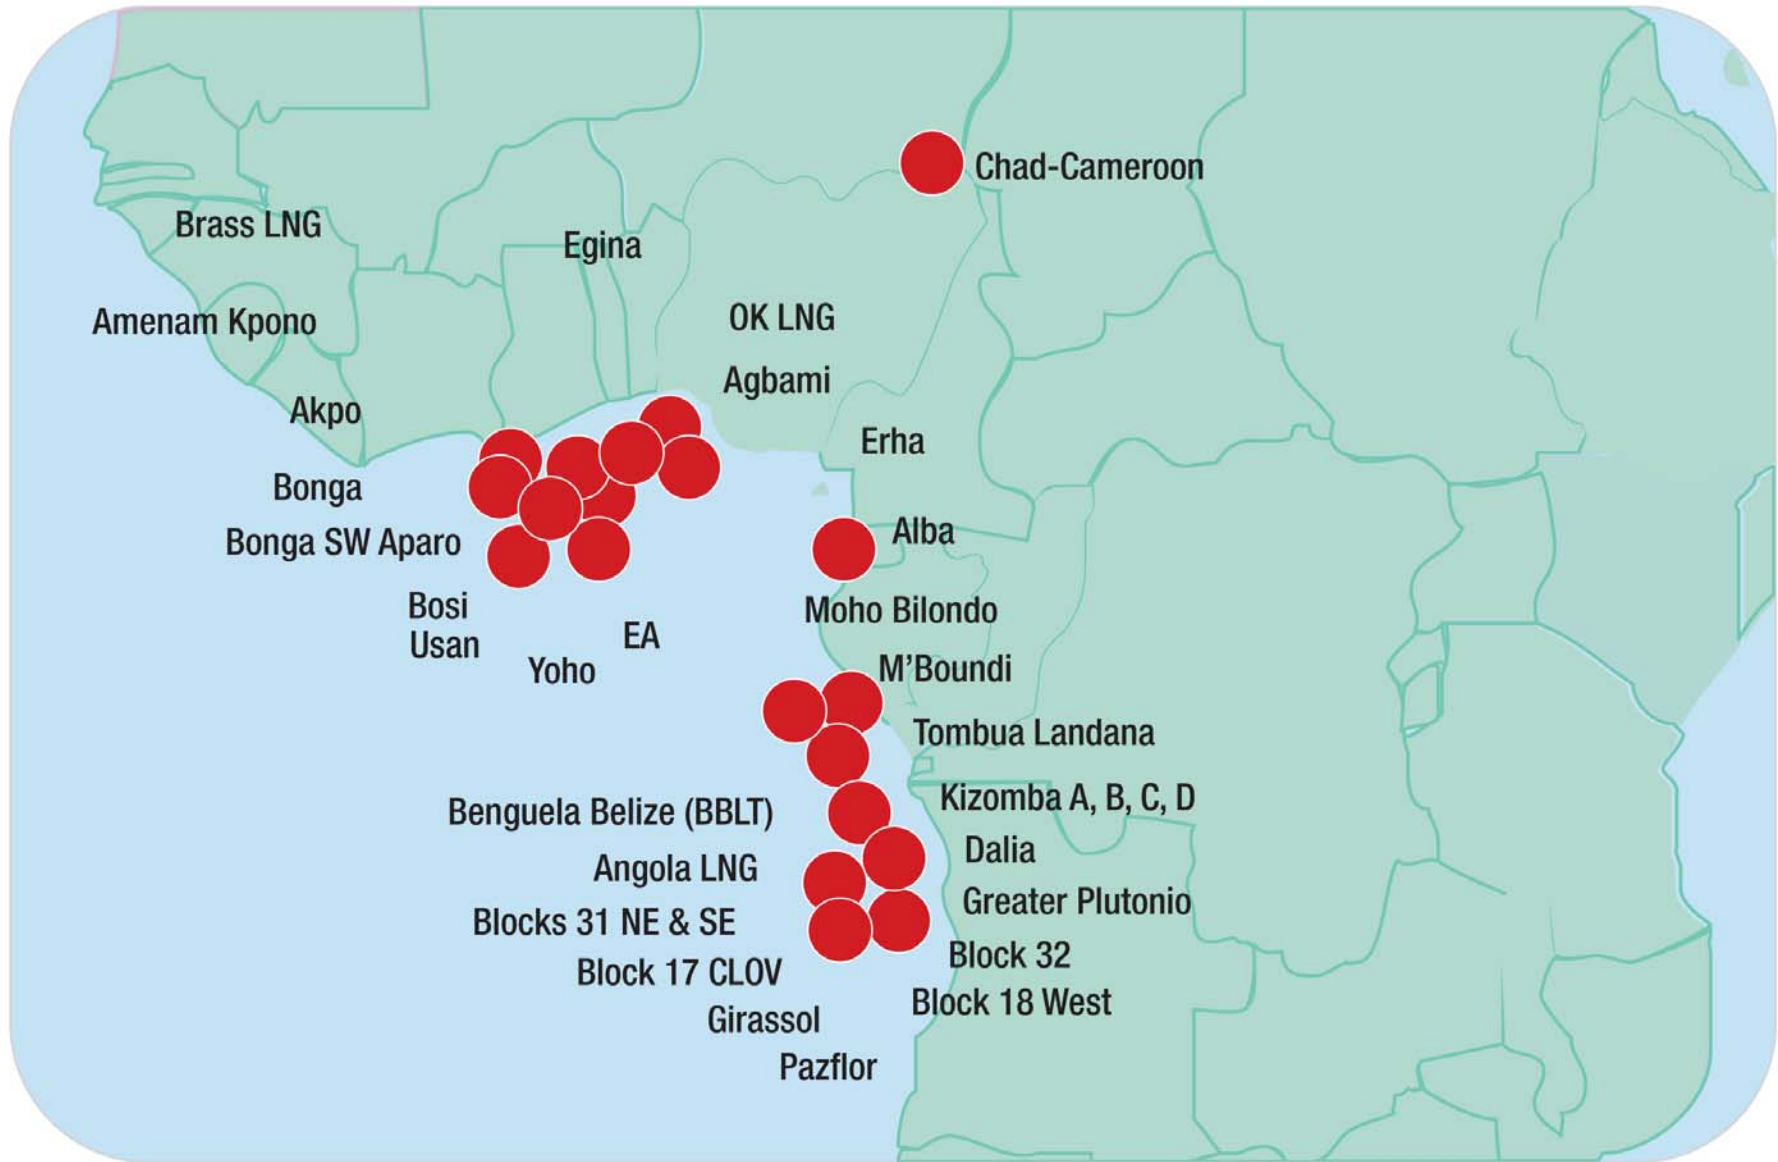 Chad-Cameroon
Brass LNG
Egina
OK LNG
Amenam Kpono
Agbami
Akpo
Erha
Bonga
Alba
Bonga SW Aparo
Bosi
Moho Bilondo
EA
Usan
Yoho
M'Boundi
Tombua Landana
Kizomba A, B, C, D
Benguela Belize (BBLT)
Dalia
Angola LNG
Greater Plutonio
Blocks 31 NE & SE
Block 32
Block 17 CLOV
Block 18 West
Girassol
Pazflor